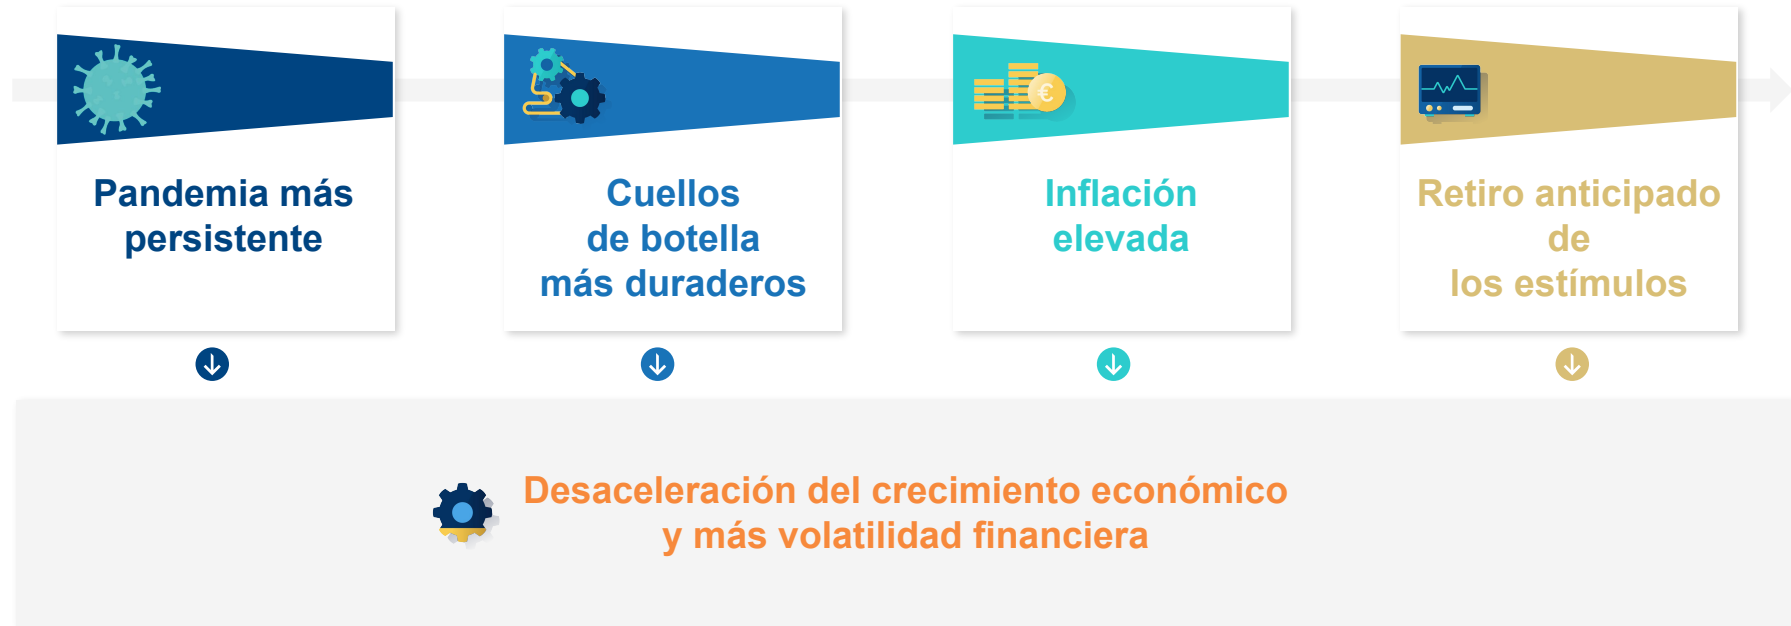 Pandemia más
persistente
Cuellos
de botella
más duraderos
Inflación
elevada
Retiro anticipado
de
los estímulos
Desaceleración del crecimiento económico
y más volatilidad financiera